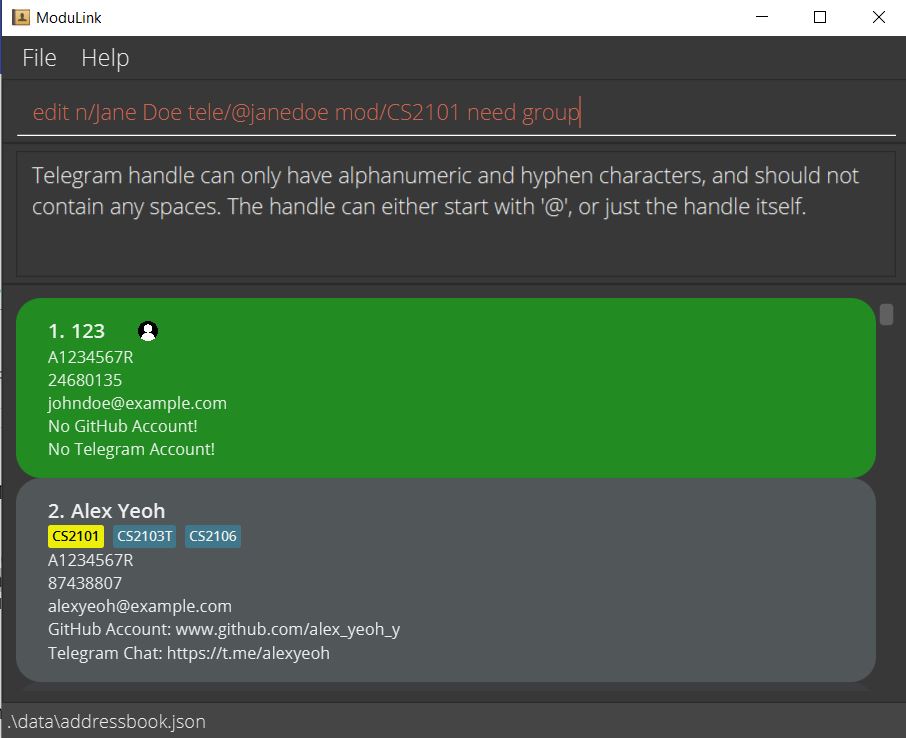 ModuLink
File Help
edit n/Jane Doe tele/@janedoe mod/CS2101 need group
Telegram handle can only have alphanumeric and hyphen characters, and should not
contain any spaces. The handle can either start with '@', or just the handle itself.
1. 123
A1234567R
24680135
johndoe@example.com
No GitHub Account!
No Telegram Account!
2. Alex Yeoh
CS2101 CS2103T CS2106
A1234567R
87438807
alexyeoh@example.com
GitHub Account: www.github.com/alex_yeoh_y
Telegram Chat: https://t.me/alexyeoh
.\data\addressbook.json